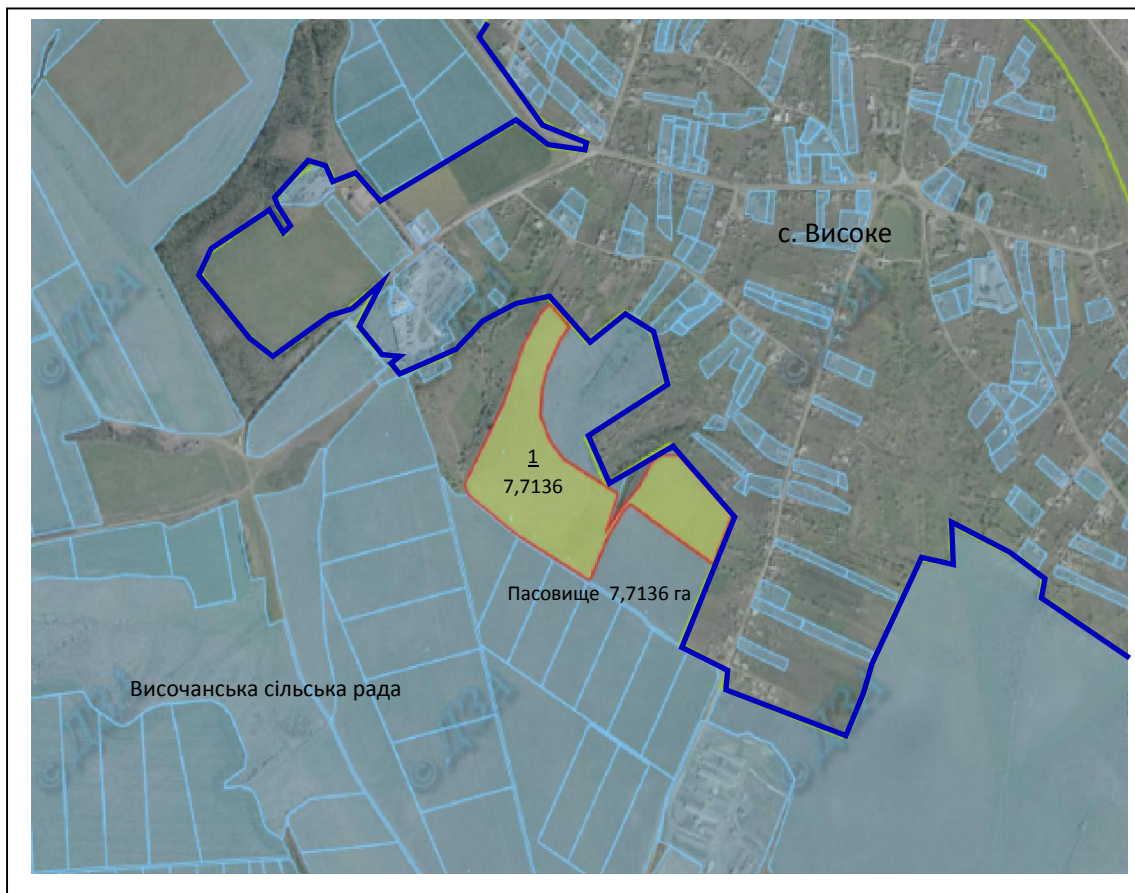 с. Високе
1
7,7136
Пасовище 7,7136 га
Височанська сільська рада